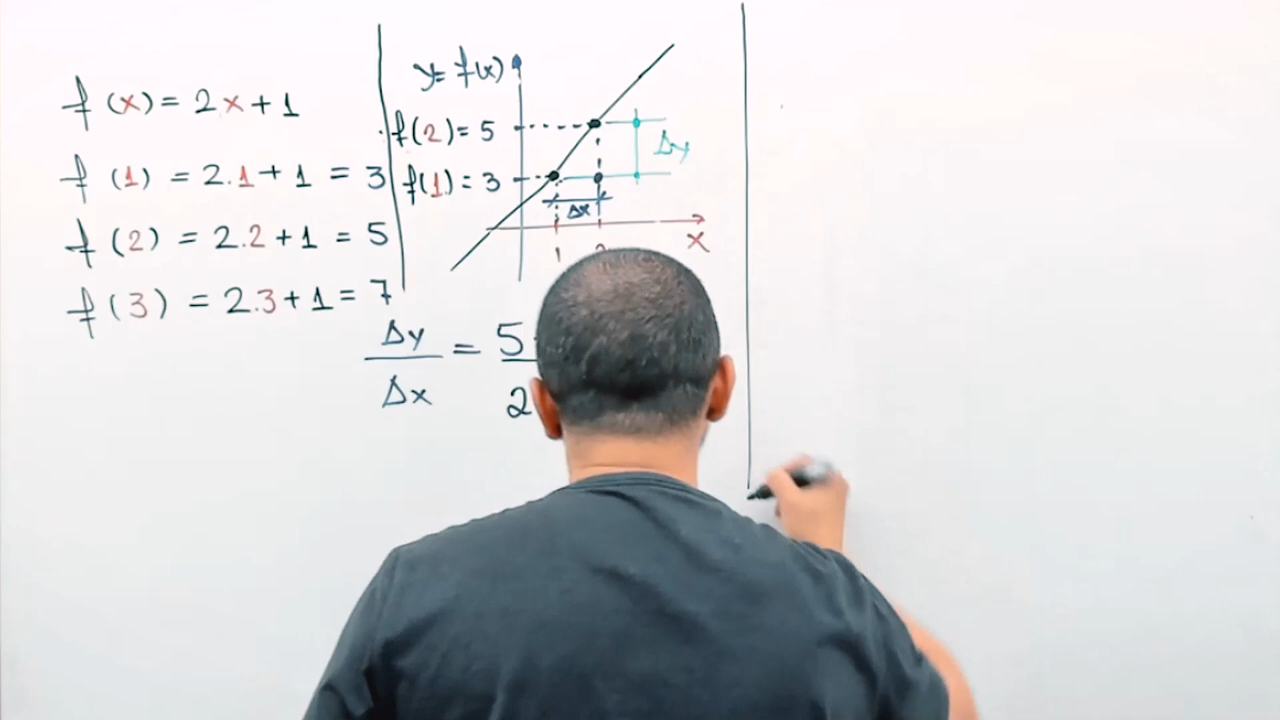 f(x) = 2x + 1
f(1) = 2.1 + 1 = 3
f(2) = 2.2 + 1 = 5
f(3) = 2.3 + 1 = 7
y = f(x)
f(2) = 5
f(1) = 3
Δy
Δx
x
1
Δy = 5
Δx 2